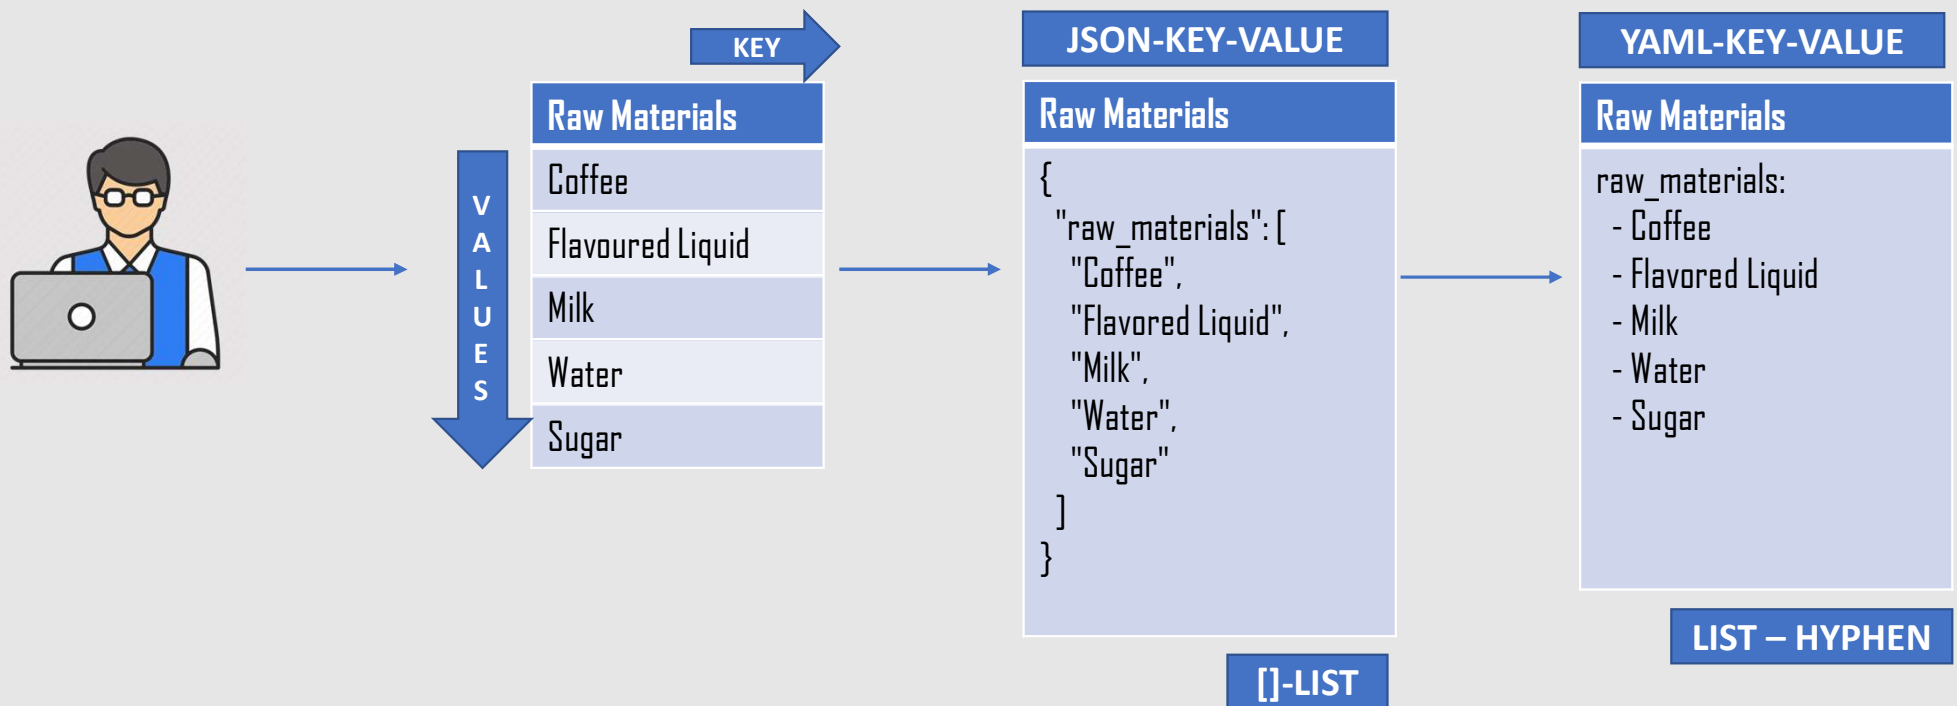 KEY
VALUES
Raw Materials
Coffee
Flavoured Liquid
Milk
Water
Sugar
JSON-KEY-VALUE
Raw Materials
{
"raw_materials": [
"Coffee",
"Flavored Liquid",
"Milk",
"Water",
"Sugar"
]
}
[]-LIST
YAML-KEY-VALUE
Raw Materials
raw_materials:
- Coffee
- Flavored Liquid
- Milk
- Water
- Sugar
LIST – HYPHEN